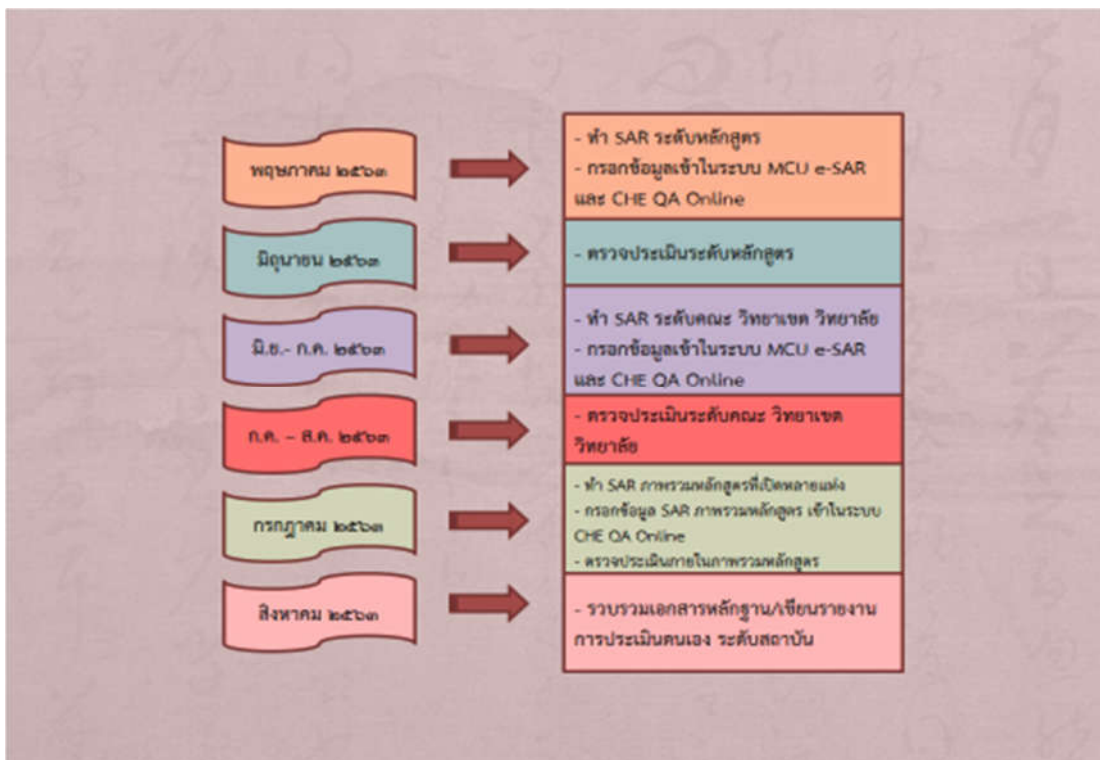 พฤษภาคม ๒๕๖๓
- ทำ SAR ระดับหลักสูตร
- กรอกข้อมูลเข้าในระบบ MCU e-SAR
และ CHE QA Online
มิถุนายน ๒๕๖๓
- ตรวจประเมินระดับหลักสูตร
มิ.ย.- ก.ค. ๒๕๖๓
- ทำ SAR ระดับคณะ วิทยาเขต วิทยาลัย
- กรอกข้อมูลเข้าในระบบ MCU e-SAR
และ CHE QA Online
ก.ค. – ส.ค. ๒๕๖๓
- ตรวจประเมินระดับคณะ วิทยาเขต
วิทยาลัย
กรกฎาคม ๒๕๖๓
- ทำ SAR ภาพรวมหลักสูตรที่เปิดหลายแห่ง
- กรอกข้อมูล SAR ภาพรวมหลักสูตร เข้าในระบบ
CHE QA Online
- ตรวจประเมินภายในภาพรวมหลักสูตร
สิงหาคม ๒๕๖๓
- รวบรวมเอกสารหลักฐาน/เขียนรายงาน
การประเมินตนเอง ระดับสถาบัน